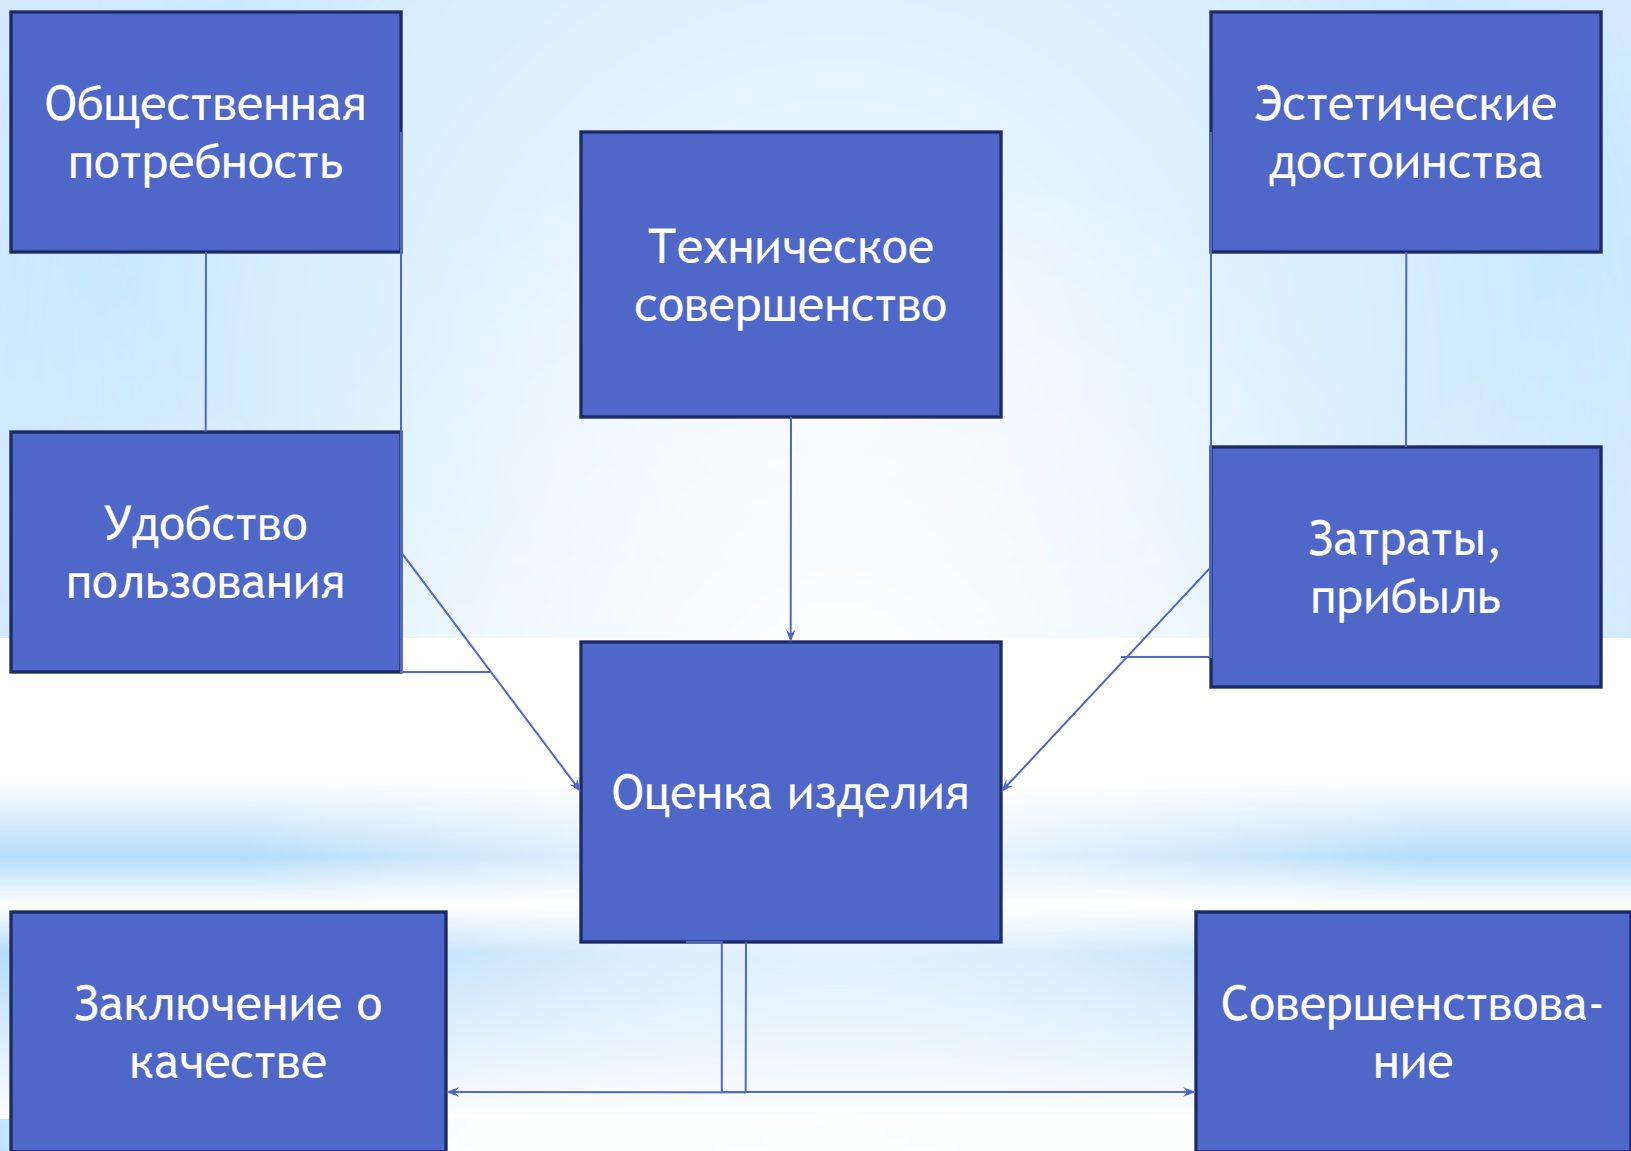 Общественная
потребность
Эстетические
достоинства
Техническое
совершенство
Удобство
пользования
Затраты,
прибыль
Оценка изделия
Заключение о
качестве
Совершенствова-
ние